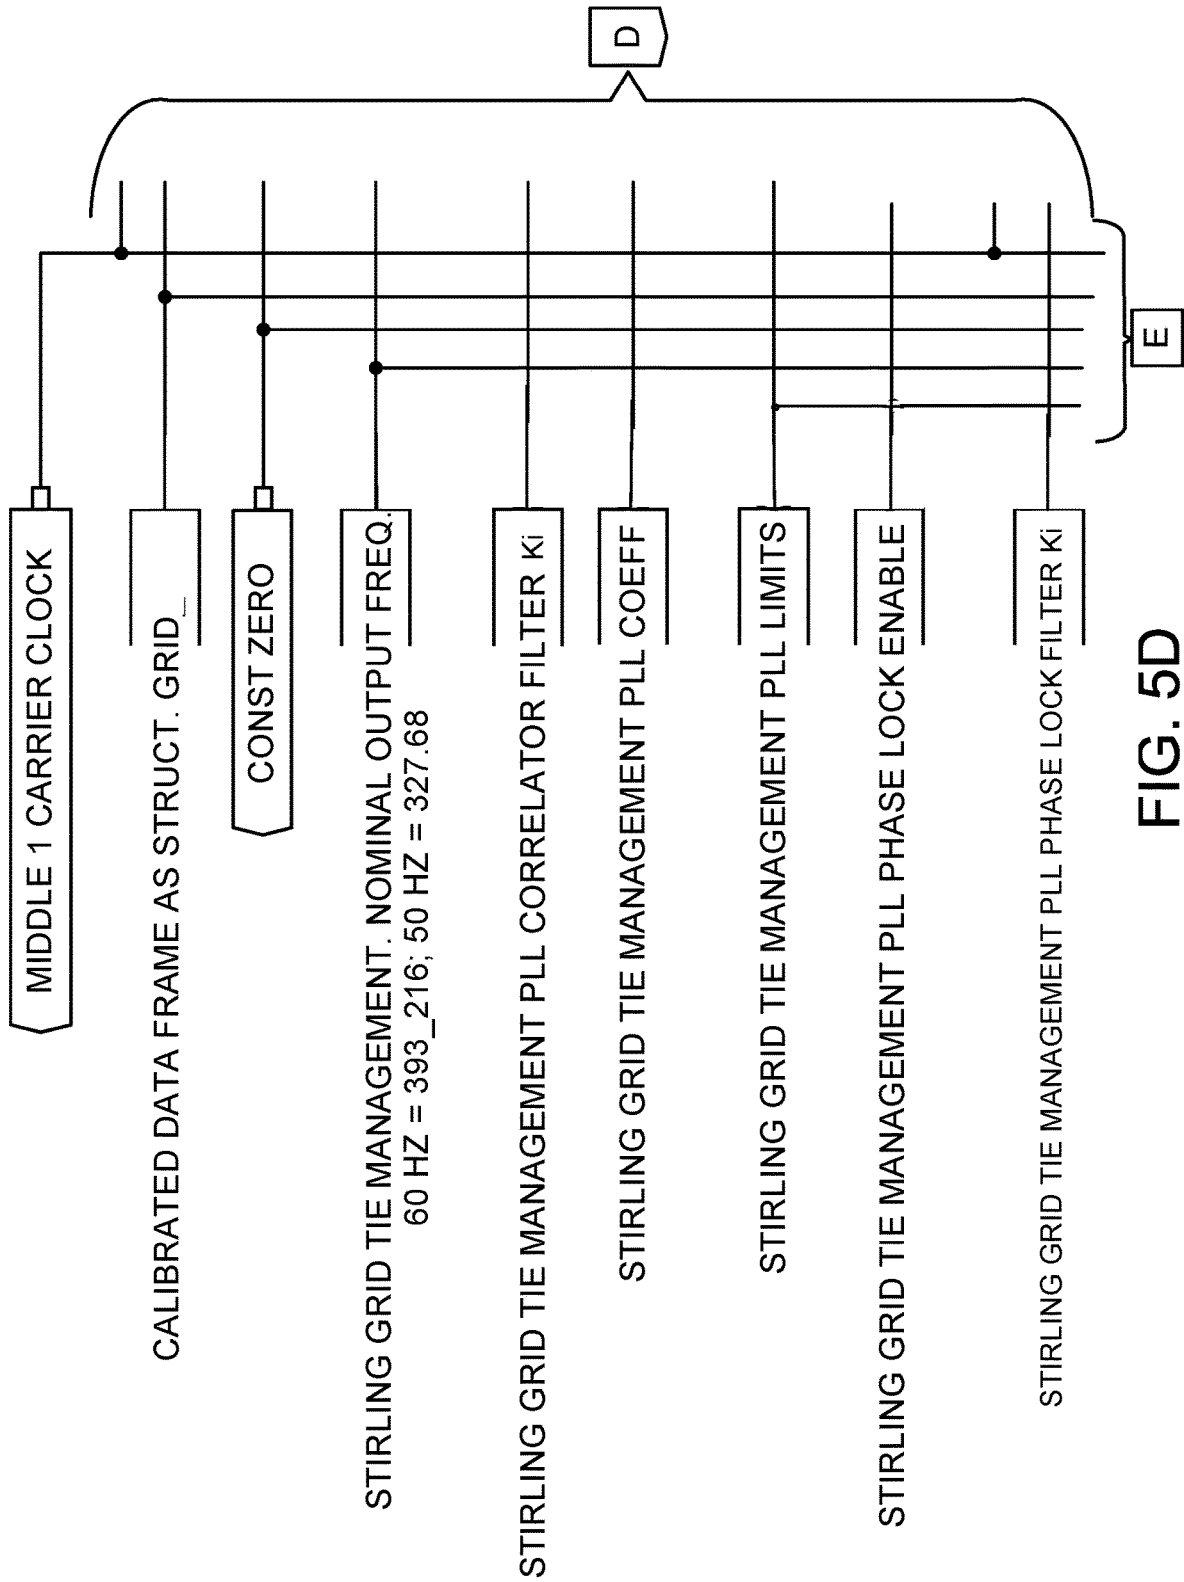 MIDDLE 1 CARRIER CLOCK
CALIBRATED DATA FRAME AS STRUCT. GRID_
CONST ZERO
STIRLING GRID TIE MANAGEMENT. NOMINAL OUTPUT FREQ.
60 HZ = 393_216; 50 HZ = 327.68
STIRLING GRID TIE MANAGEMENT PLL CORRELATOR FILTER Ki
STIRLING GRID TIE MANAGEMENT PLL COEFF
STIRLING GRID TIE MANAGEMENT PLL LIMITS
STIRLING GRID TIE MANAGEMENT PLL PHASE LOCK ENABLE
STIRLING GRID TIE MANAGEMENT PLL PHASE LOCK FILTER Ki
D
E
FIG. 5D